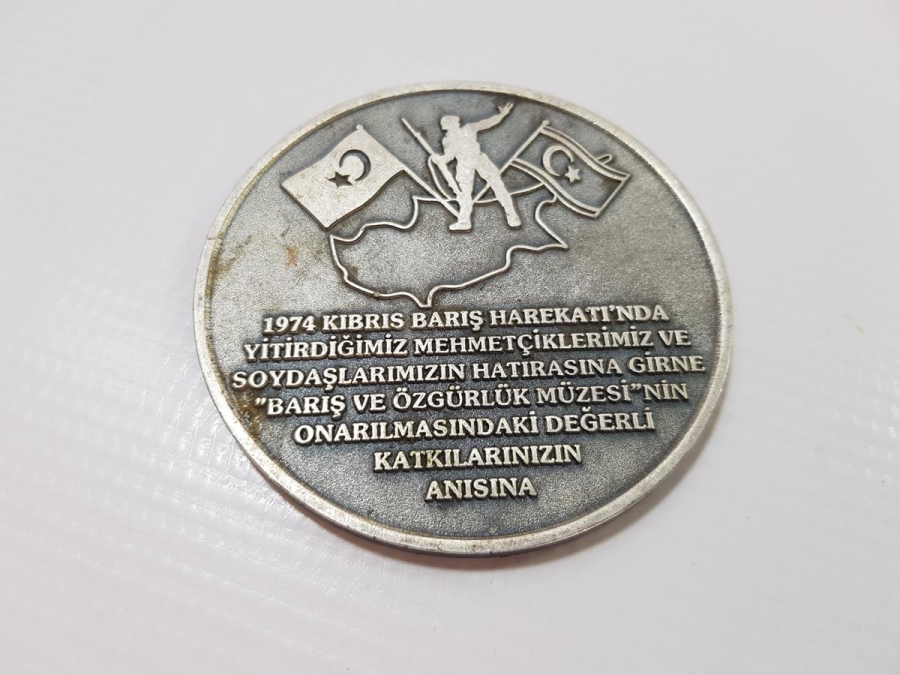 1974 KIBRIS BARIŞ HAREKATI'NDA
YİTİRDİĞİMİZ MEHMETÇİKLERİMİZ VE
SOYDAŞLARIMIZIN HATIRASINA GİRNE
"BARIŞ VE ÖZGÜRLÜK MÜZESİ"NİN
ONARILMASINDAKİ DEĞERLİ
KATKILARINIZIN
ANISINA